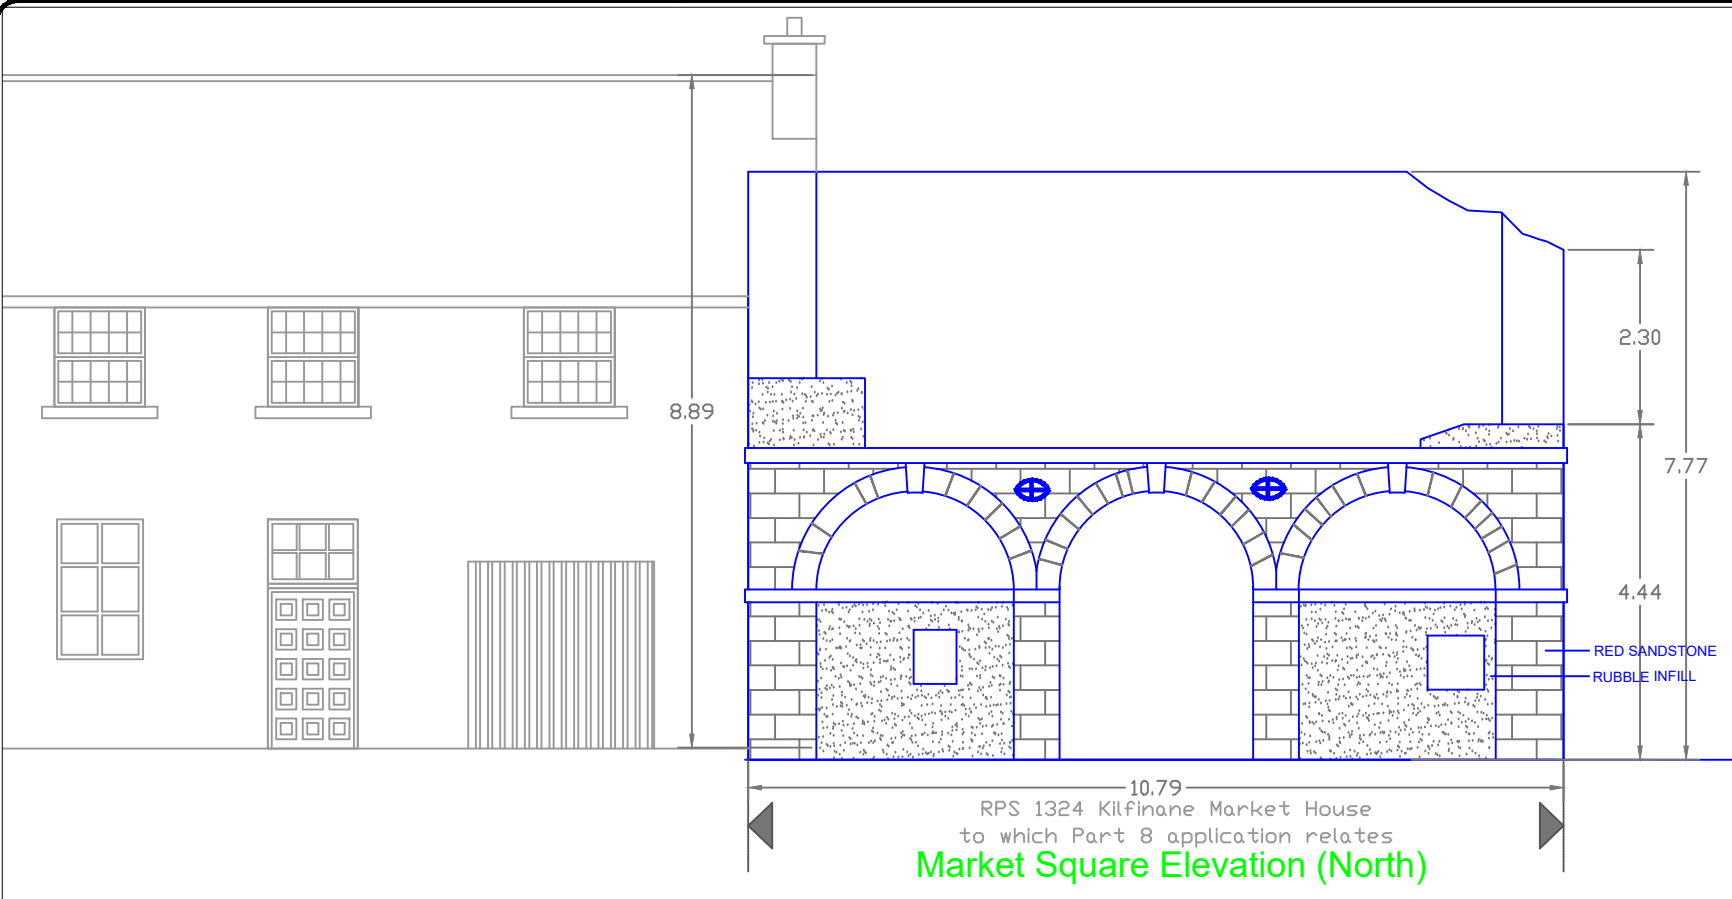 8.89
2.30
7.77
4.44
RED SANDSTONE
RUBBLE INFILL
10.79
RPS 1324 Kilfinane Market House
to which Part 8 application relates
Market Square Elevation (North)